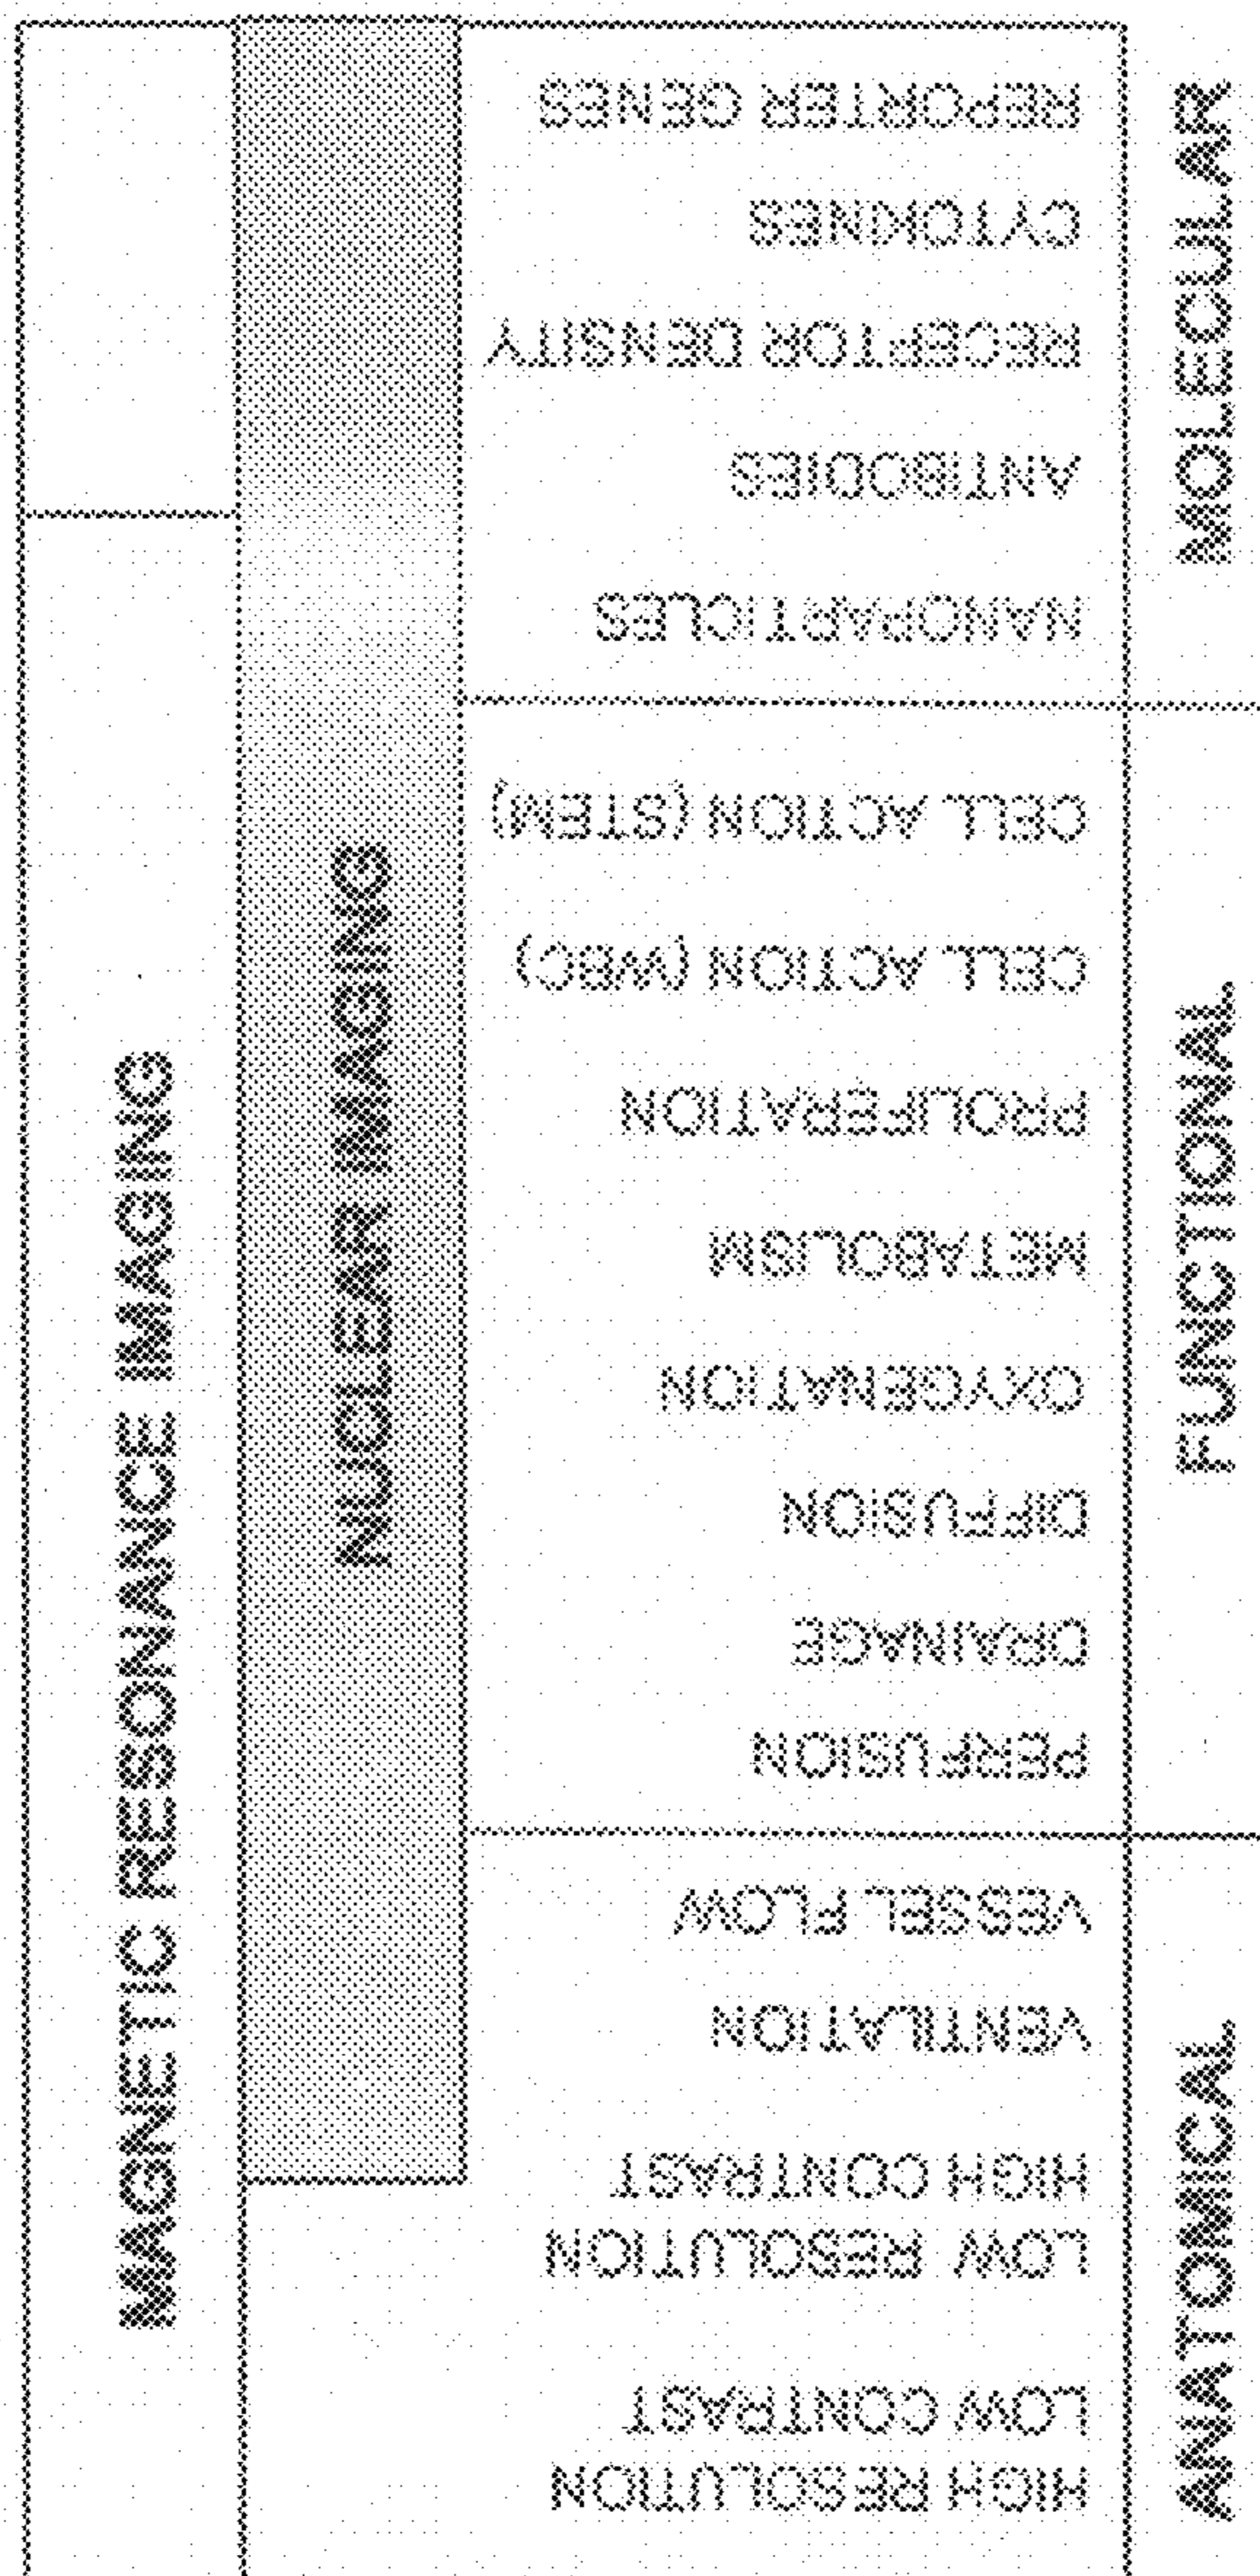 ANATOMICAL
HIGH RESOLUTION
LOW CONTRAST
LOW RESOLUTION
HIGH CONTRAST
VENTILATION
VESSEL FLOW
FUNCTIONAL
PERFUSION
DRAINAGE
DIFFUSION
OXYGENATION
METABOLISM
PROLIFERATION
CELL ACTION (WBC)
CELL ACTION (STEM)
MOLECULAR
NANOPARTICLES
ANTIBODIES
RECEPTOR DENSITY
CYTOKINES
REPORTER GENES
NUCLEAR IMAGING
MAGNETIC RESONANCE IMAGING